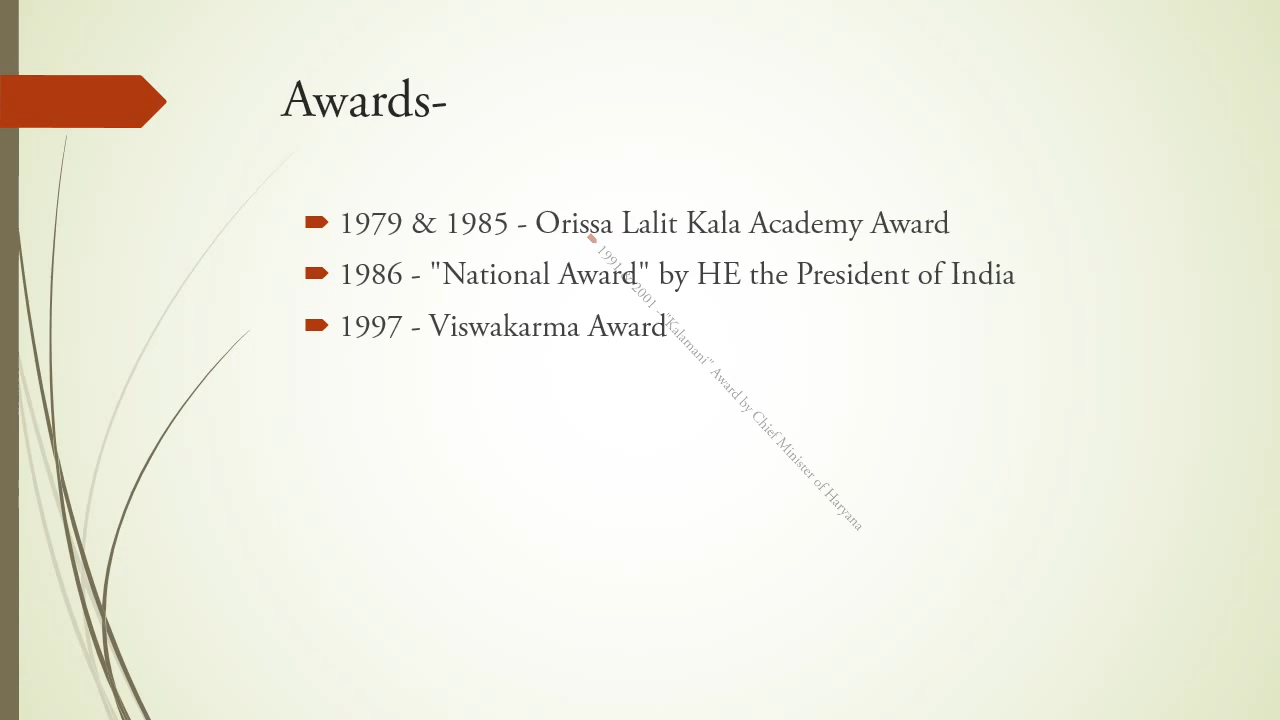 Awards-
1979 & 1985 - Orissa Lalit Kala Academy Award
1986 - "National Award" by HE the President of India
1997 - Viswakarma Award
1991 2001 - "Kalamani" Award by Chief Minister of Haryana